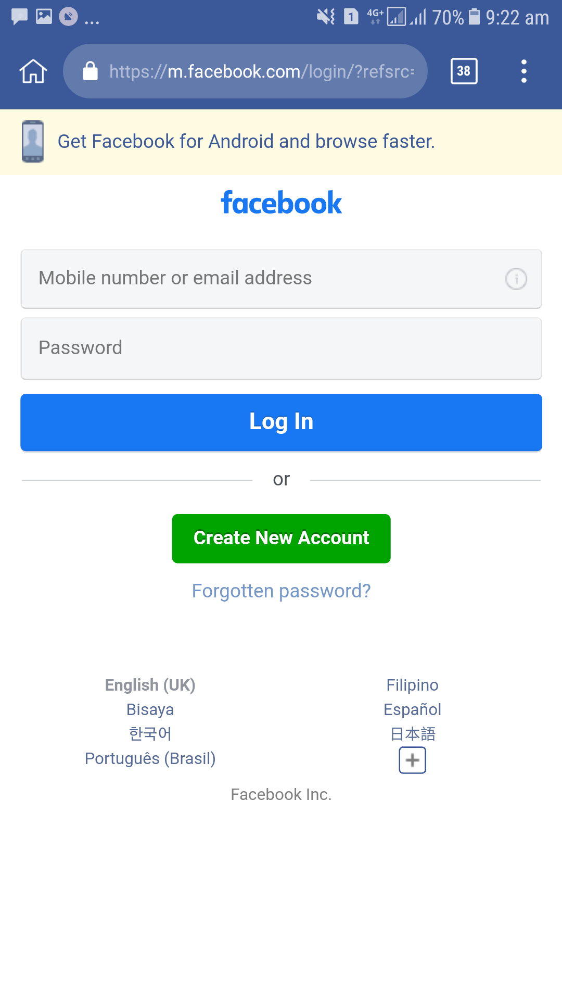 ... 1 4G+ 70% 9:22 am
https://m.facebook.com/login/?refsrc=
38
Get Facebook for Android and browse faster.
facebook
Mobile number or email address
Password
Log In
or
Create New Account
Forgotten password?
English (UK) Filipino
Bisaya Español
한국어 日本語
Português (Brasil) +
Facebook Inc.